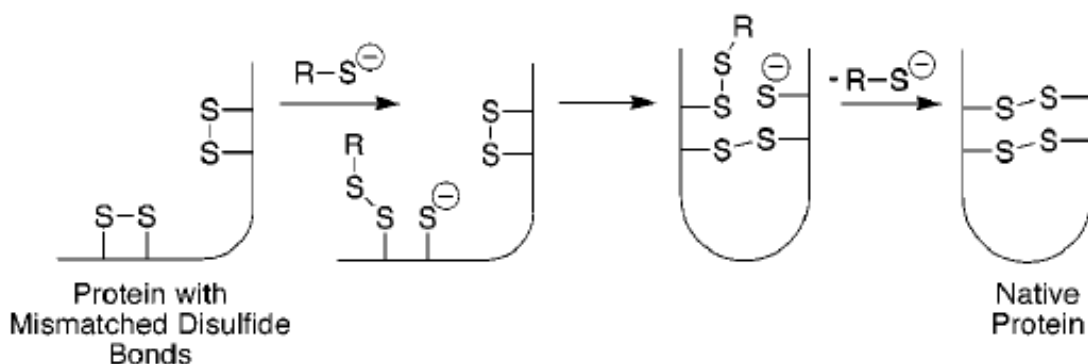 R–S⊖
S
S
S–S
R
S
S
S⊖
S
S
R
S
S
S⊖
S–S
-R–S⊖
S–S
S–S
Protein with
Mismatched Disulfide
Bonds
Native
Protein